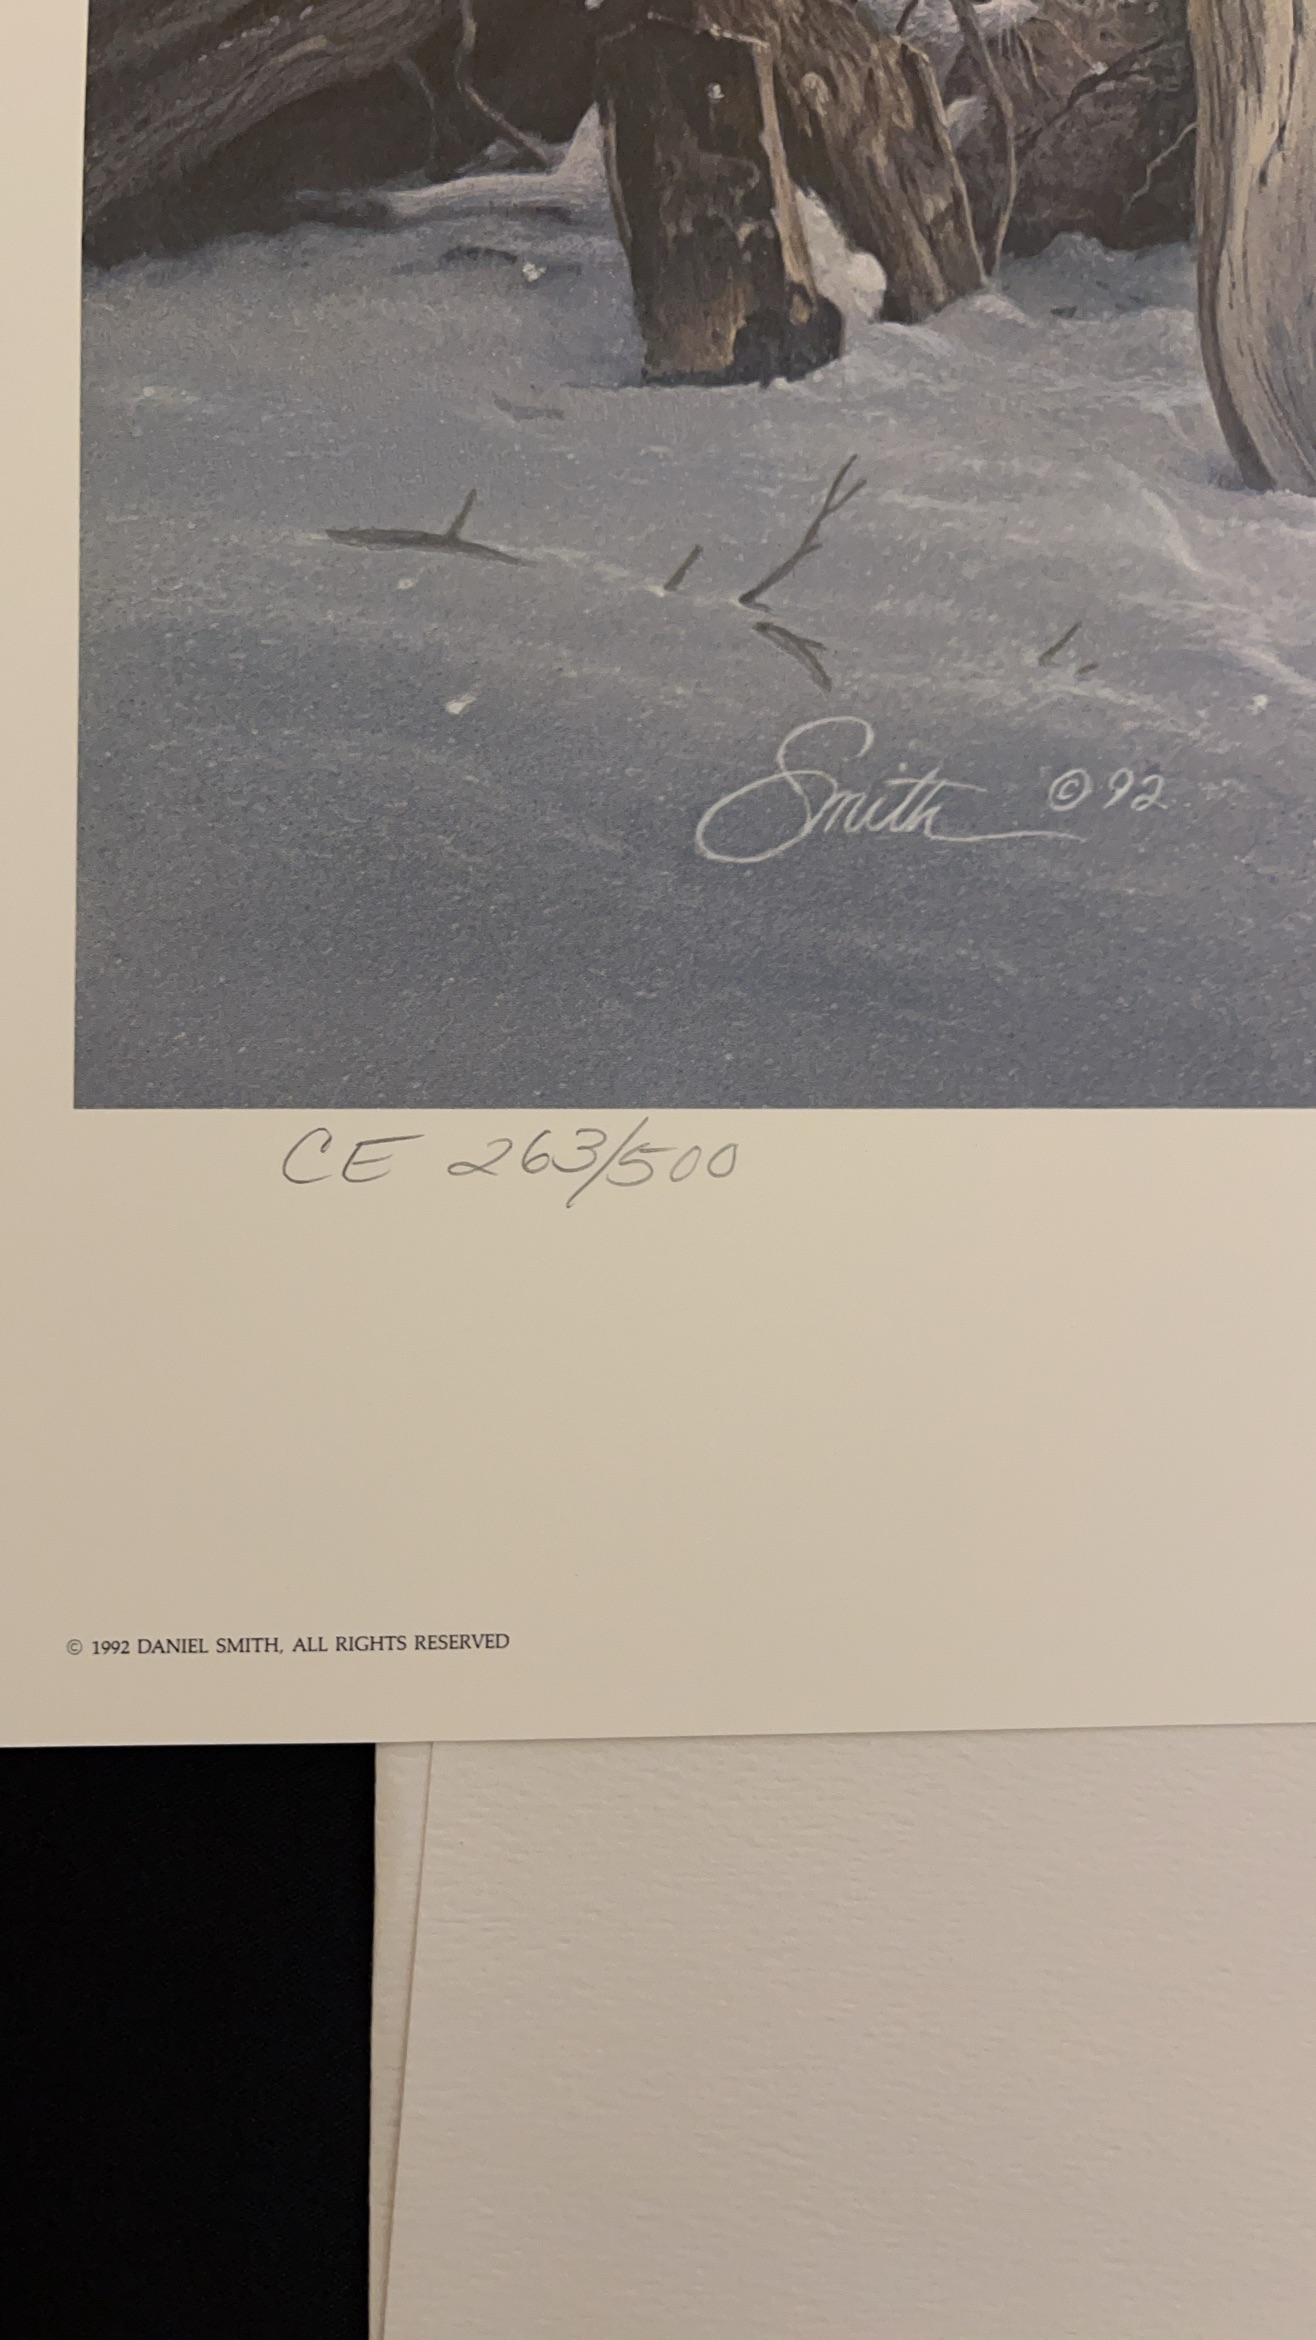 Smith © 92
CE 263/500
© 1992 DANIEL SMITH, ALL RIGHTS RESERVED